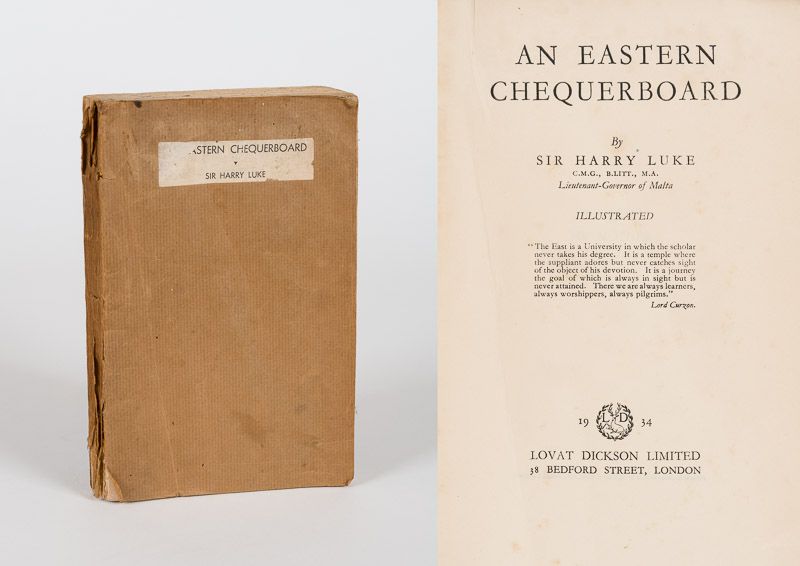 ASTERN CHEQUERBOARD
SIR HARRY LUKE
AN EASTERN
CHEQUERBOARD
By
SIR HARRY LUKE
C.M.G., B.LITT., M.A.
Lieutenant-Governor of Malta
ILLUSTRATED
"The East is a University in which the scholar
never takes his degree. It is a temple where
the suppliant adores but never catches sight
of the object of his devotion. It is a journey
the goal of which is always in sight but is
never attained. There we are always learners,
always worshippers, always pilgrims."
Lord Curzon.
19 L D 34
LOVAT DICKSON LIMITED
38 BEDFORD STREET, LONDON